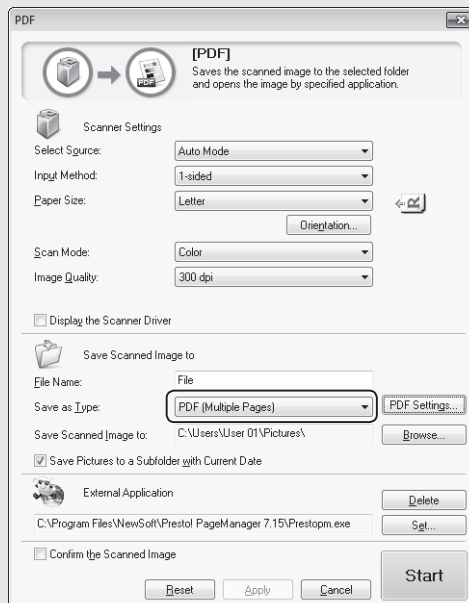 PDF
[PDF]
Saves the scanned image to the selected folder
and opens the image by specified application.
PDF
Scanner Settings
Select Source: Auto Mode
Input Method: 1-sided
Paper Size: Letter
R
Orientation...
Scan Mode: Color
Image Quality: 300 dpi
Display the Scanner Driver
Save Scanned Image to
File Name: File
Save as Type: PDF (Multiple Pages) PDF Settings...
Save Scanned Image to: C:\Users\User 01\Pictures\ Browse...
Save Pictures to a Subfolder with Current Date
External Application Delete
C:\Program Files\NewSoft\Presto! PageManager 7.15\Prestopm.exe Set...
Confirm the Scanned Image
Start
Reset Apply Cancel